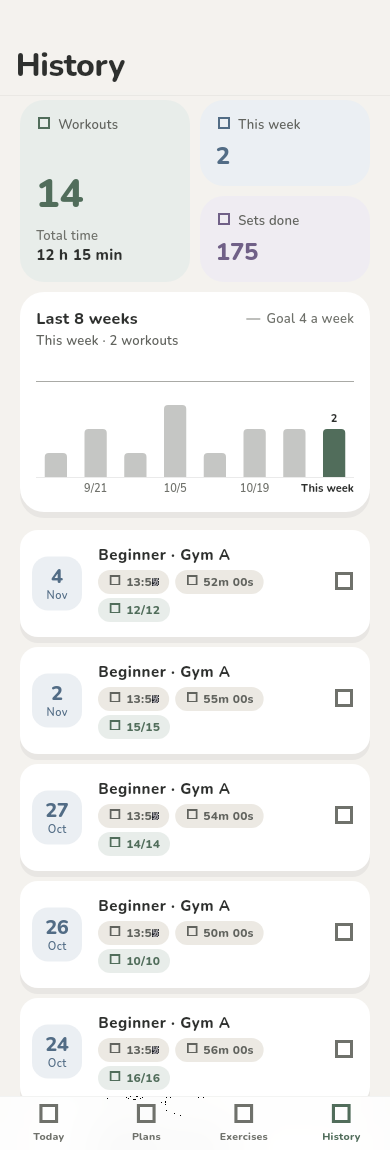 History
Workouts
14
Total time
12 h 15 min
This week
2
Sets done
175
Last 8 weeks
Goal 4 a week
This week · 2 workouts
2
9/21 10/5 10/19 This week
4
Nov
Beginner · Gym A
52m 00s
12/12
2
Nov
Beginner · Gym A
55m 00s
15/15
27
Oct
Beginner · Gym A
54m 00s
14/14
26
Oct
Beginner · Gym A
50m 00s
10/10
24
Oct
Beginner · Gym A
56m 00s
16/16
Today Plans Exercises History